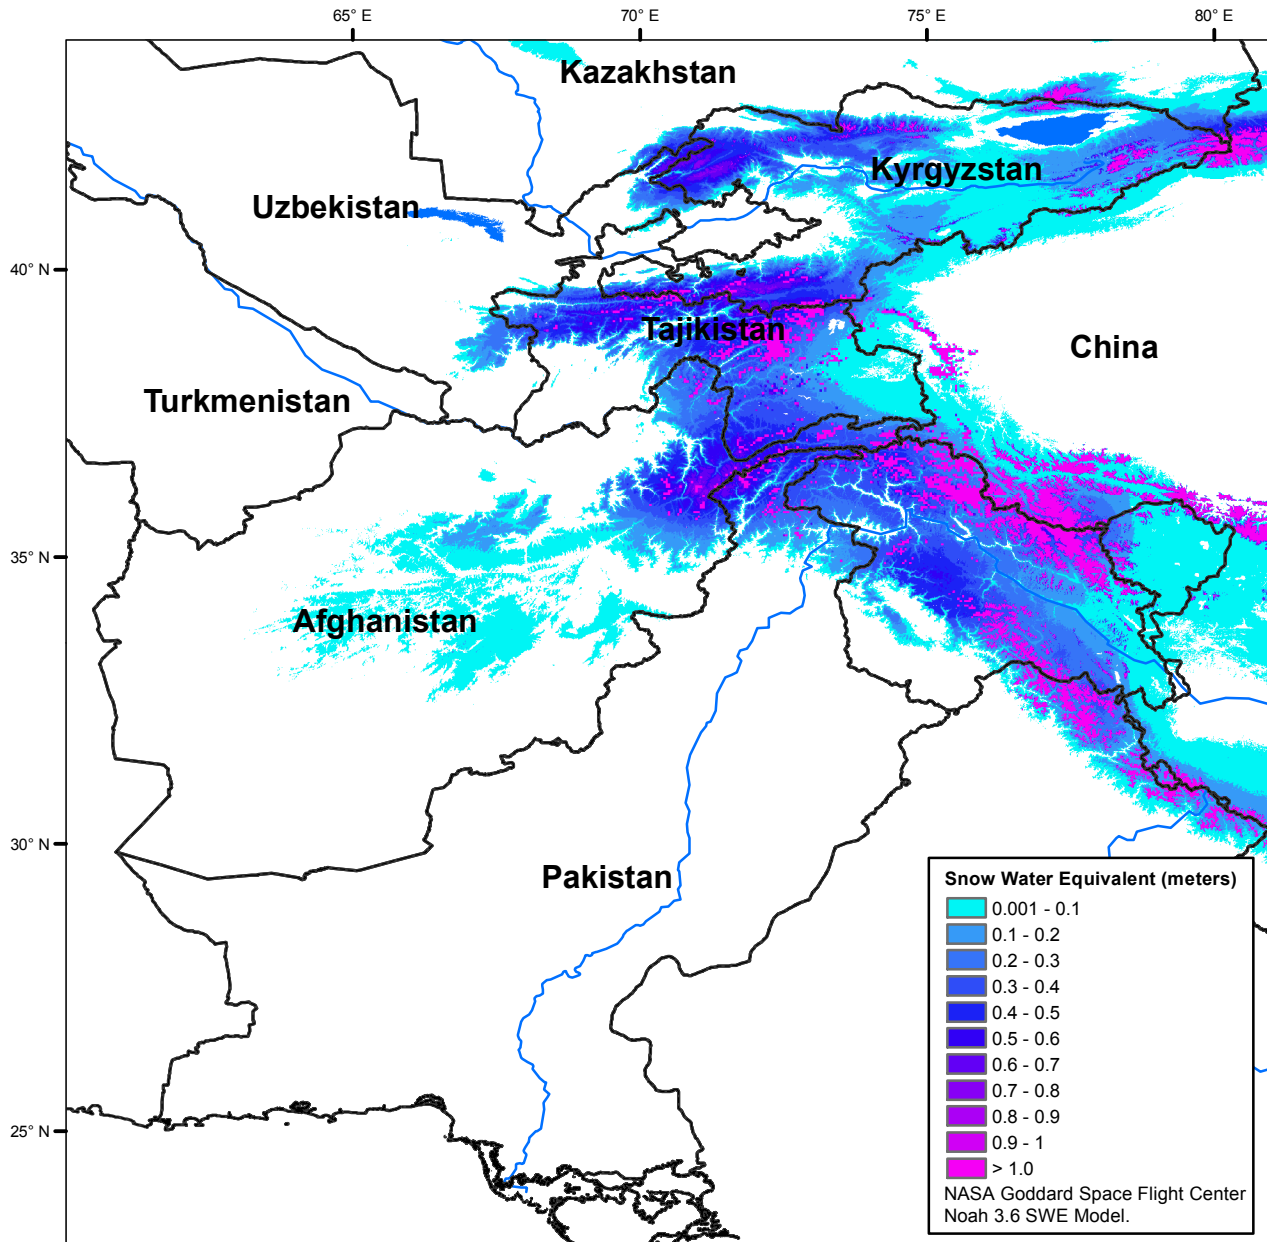 65° E
70° E
75° E
80° E
Kazakhstan
Kyrgyzstan
Uzbekistan
40° N
Tajikistan
China
Turkmenistan
35° N
Afghanistan
30° N
Pakistan
25° N
Snow Water Equivalent (meters)
0.001 - 0.1
0.1 - 0.2
0.2 - 0.3
0.3 - 0.4
0.4 - 0.5
0.5 - 0.6
0.6 - 0.7
0.7 - 0.8
0.8 - 0.9
0.9 - 1
> 1.0
NASA Goddard Space Flight Center
Noah 3.6 SWE Model.